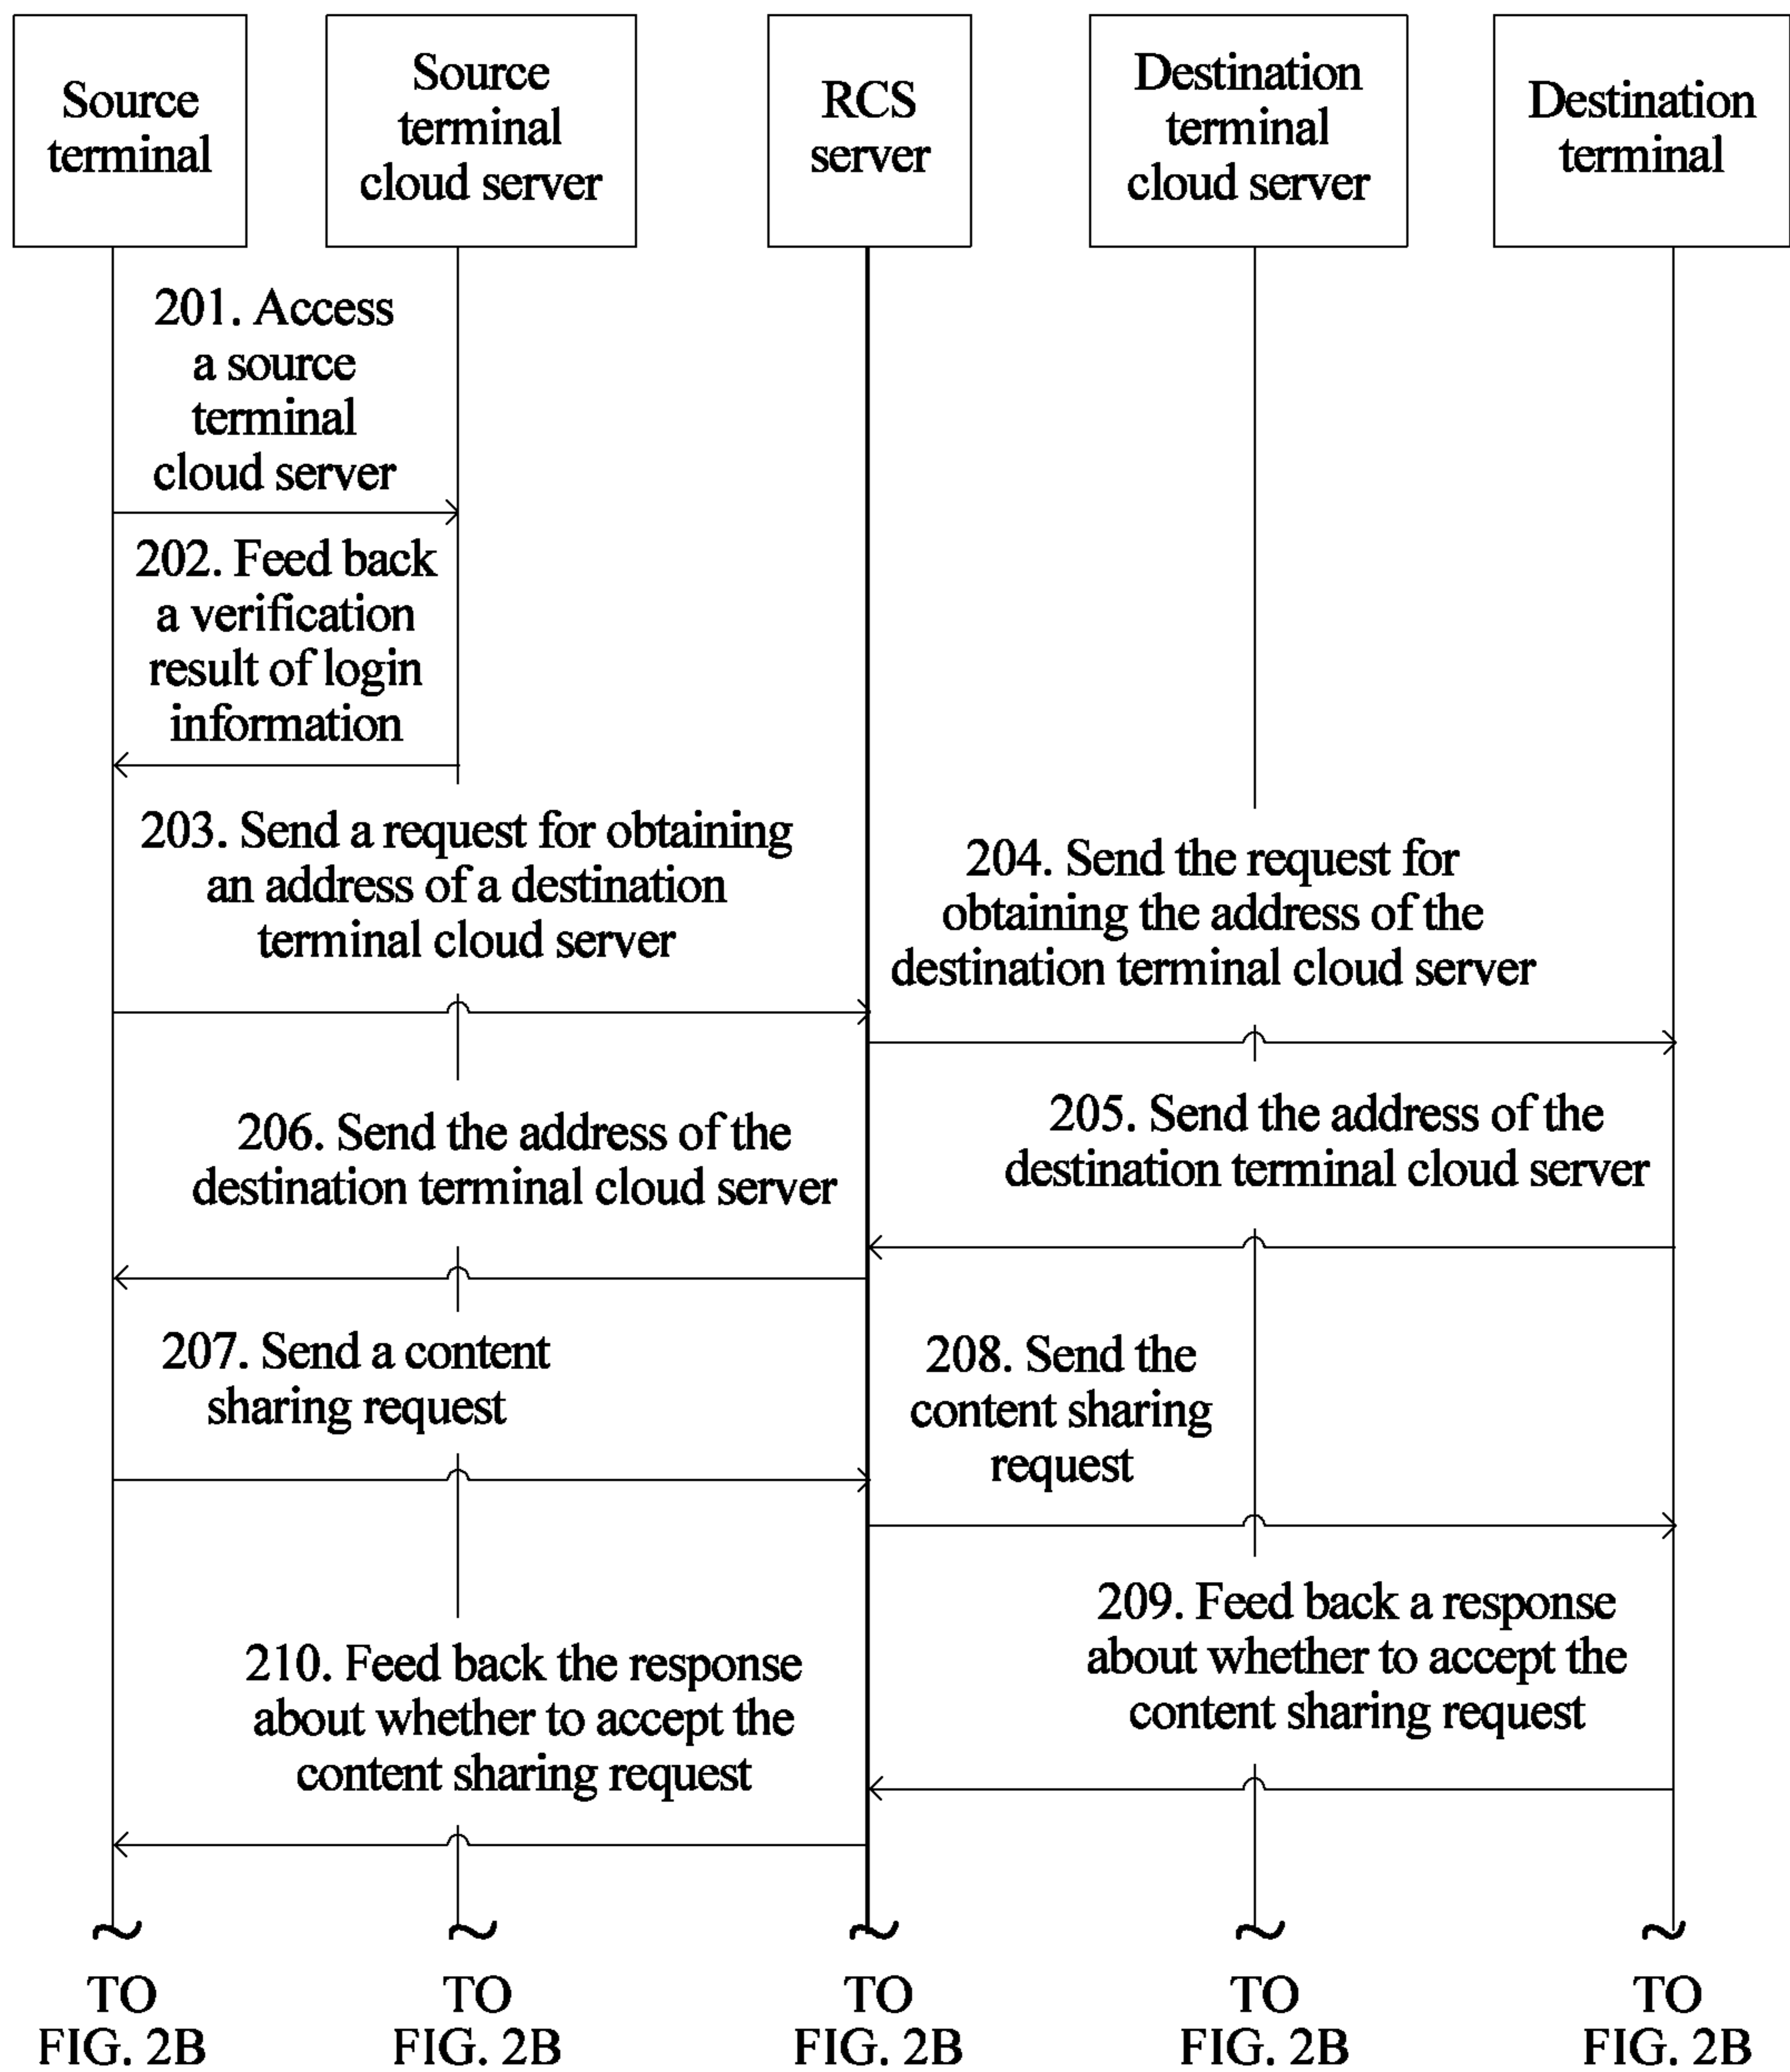 Source
terminal
Source
terminal
cloud server
RCS
server
Destination
terminal
cloud server
Destination
terminal
201. Access
a source
terminal
cloud server
202. Feed back
a verification
result of login
information
203. Send a request for obtaining
an address of a destination
terminal cloud server
204. Send the request for
obtaining the address of the
destination terminal cloud server
205. Send the address of the
destination terminal cloud server
206. Send the address of the
destination terminal cloud server
207. Send a content
sharing request
208. Send the
content sharing
request
209. Feed back a response
about whether to accept the
content sharing request
210. Feed back the response
about whether to accept the
content sharing request
TO
FIG. 2B
TO
FIG. 2B
TO
FIG. 2B
TO
FIG. 2B
TO
FIG. 2B